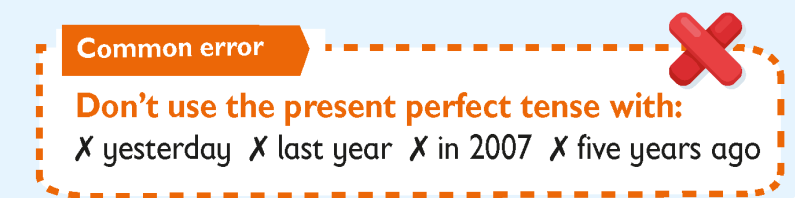 Common error
Don't use the present perfect tense with:
✗ yesterday ✗ last year ✗ in 2007 ✗ five years ago